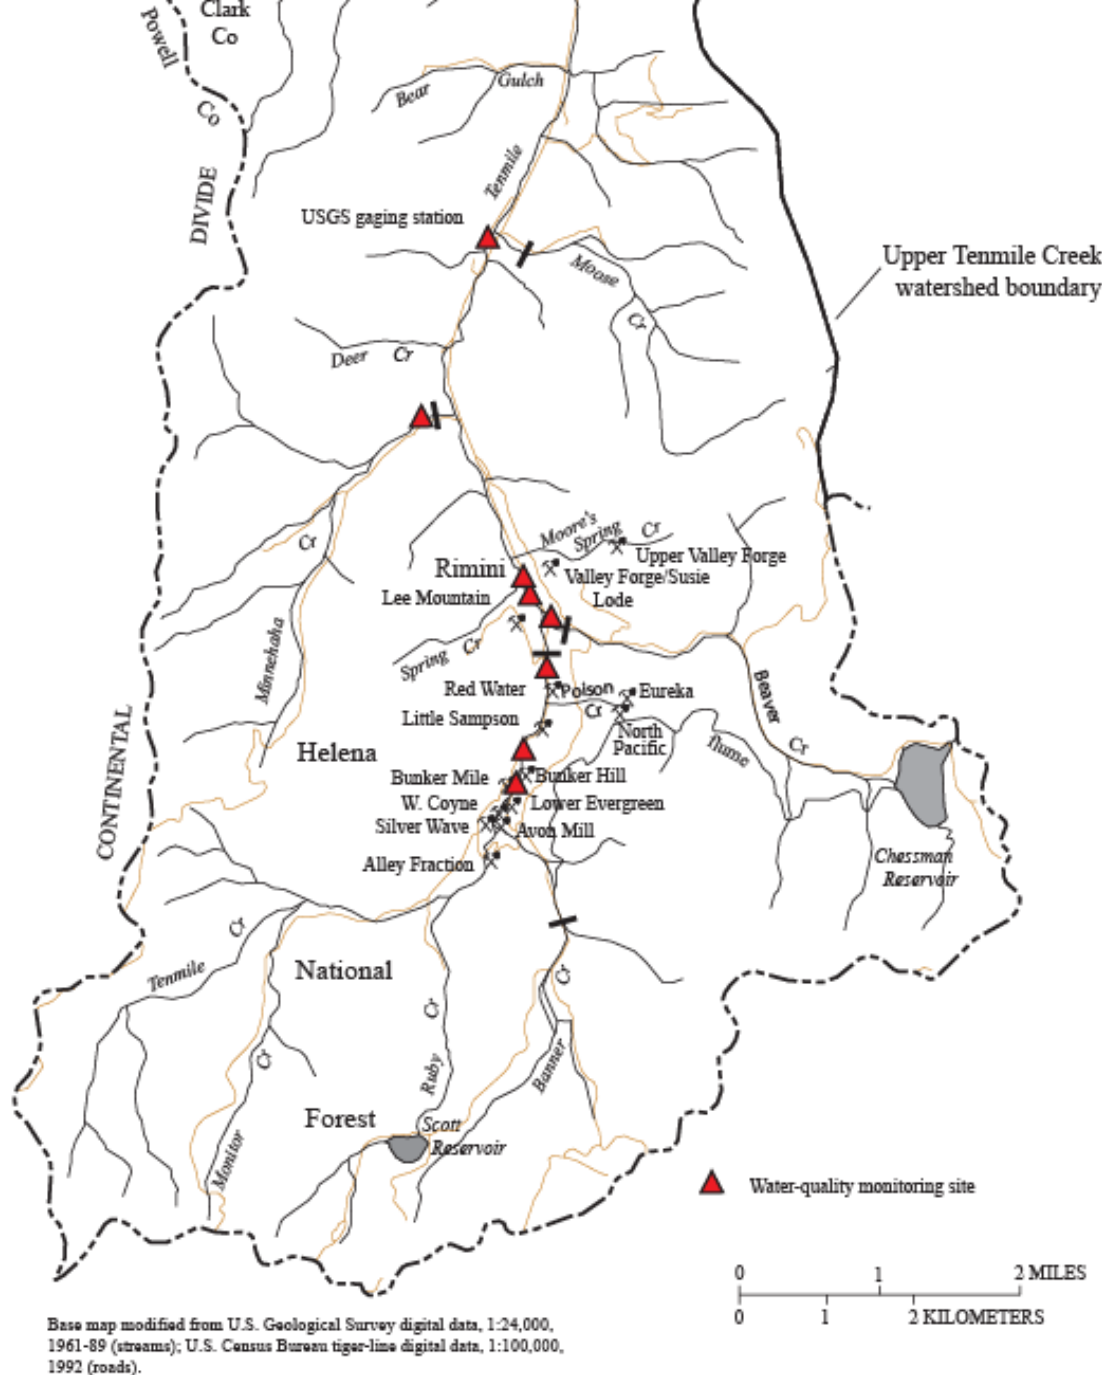 Clark
Co
Powell
Co
DIVIDE
Bear
Gulch
Tenmile
USGS gaging station
Moose
Cr
Upper Tenmile Creek
watershed boundary
Deer Cr
Moore's
Spring Cr
Upper Valley Forge
Rimini
Valley Forge/Susie
Lode
Lee Mountain
Cr
Minnehaha
Spring Cr
Red Water
Poison
Cr
Eureka
North
Pacific
flume
Beaver
Cr
Little Sampson
Helena
Bunker Mile
Bunker Hill
W. Coyne
Lower Evergreen
Silver Wave
Avon Mill
Alley Fraction
CONTINENTAL
Chessman
Reservoir
Cr
Tenmile
National
Cr
Cr
Cr
Ruby
Banner
Forest
Scott
Reservoir
Monitor
Water-quality monitoring site
0 1 2 MILES
0 1 2 KILOMETERS
Base map modified from U.S. Geological Survey digital data, 1:24,000,
1961-89 (streams); U.S. Census Bureau tiger-line digital data, 1:100,000,
1992 (roads).